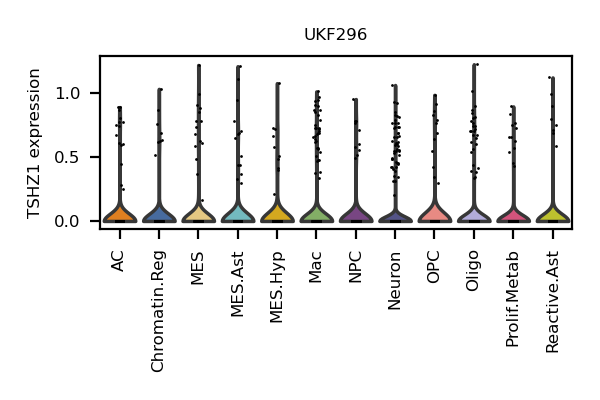 UKF296
TSHZ1 expression
1.0
0.5
0.0
AC
Chromatin.Reg
MES
MES.Ast
MES.Hyp
Mac
NPC
Neuron
OPC
Oligo
Prolif.Metab
Reactive.Ast